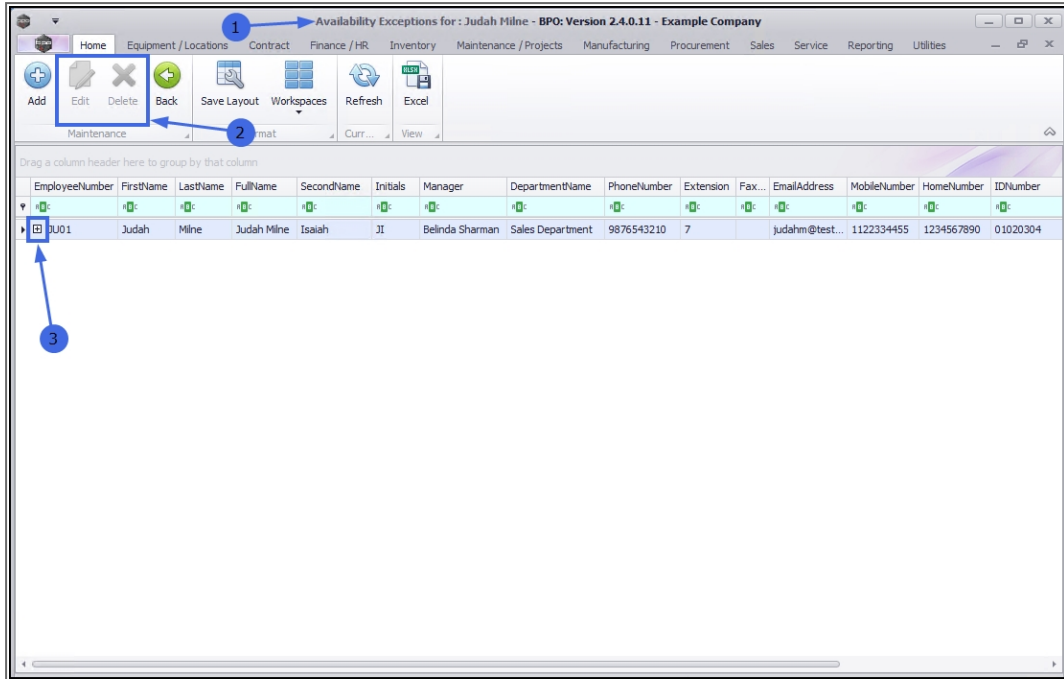 1
Availability Exceptions for : Judah Milne - BPO: Version 2.4.0.11 - Example Company
Home Equipment / Locations Contract Finance / HR Inventory Maintenance / Projects Manufacturing Procurement Sales Service Reporting Utilities
Add Edit Delete Back Save Layout Workspaces Refresh Excel
XLSX
2
Maintenance rmat Curr... View
Drag a column header here to group by that column
EmployeeNumber FirstName LastName FullName SecondName Initials Manager DepartmentName PhoneNumber Extension Fax... EmailAddress MobileNumber HomeNumber IDNumber
JU01 Judah Milne Judah Milne Isaiah JI Belinda Sharman Sales Department 9876543210 7 judahm@test... 1122334455 1234567890 01020304
3